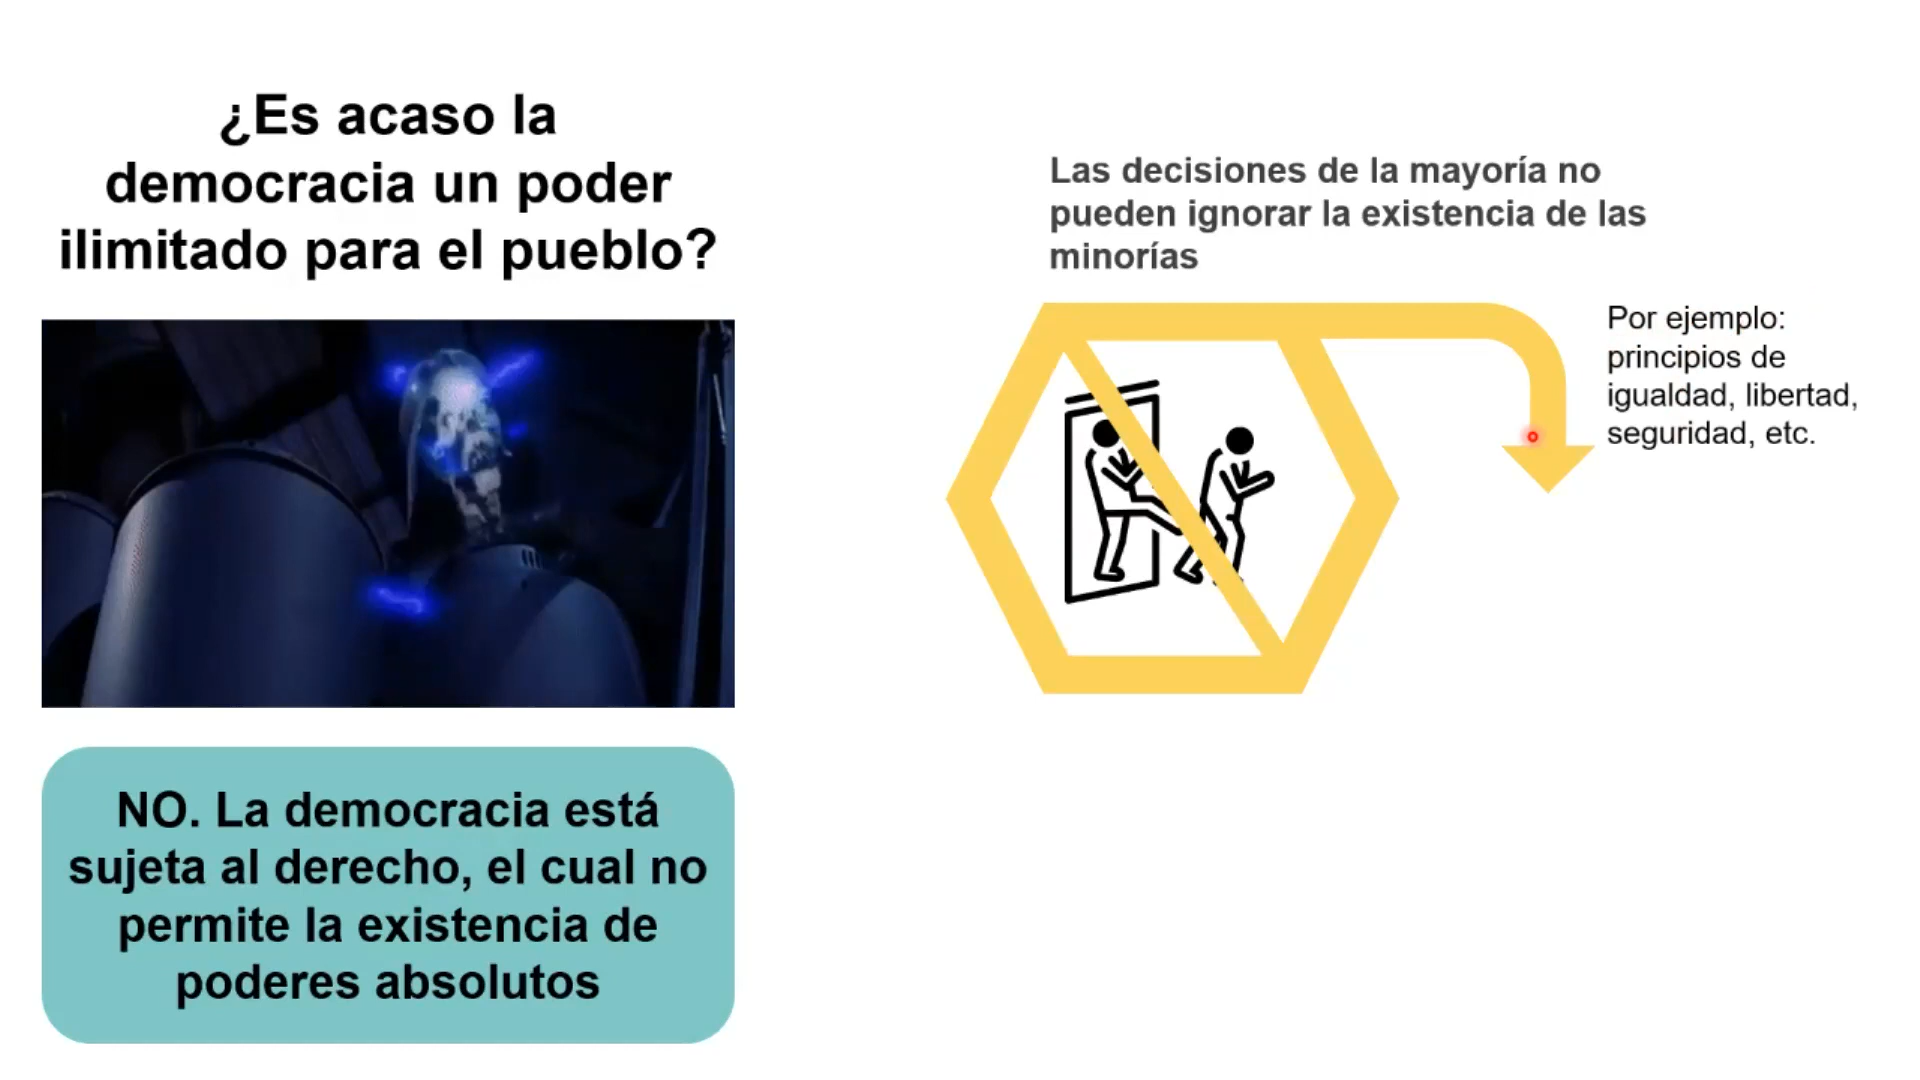 ¿Es acaso la
democracia un poder
ilimitado para el pueblo?
NO. La democracia está
sujeta al derecho, el cual no
permite la existencia de
poderes absolutos
Las decisiones de la mayoría no
pueden ignorar la existencia de las
minorías
Por ejemplo:
principios de
igualdad, libertad,
seguridad, etc.